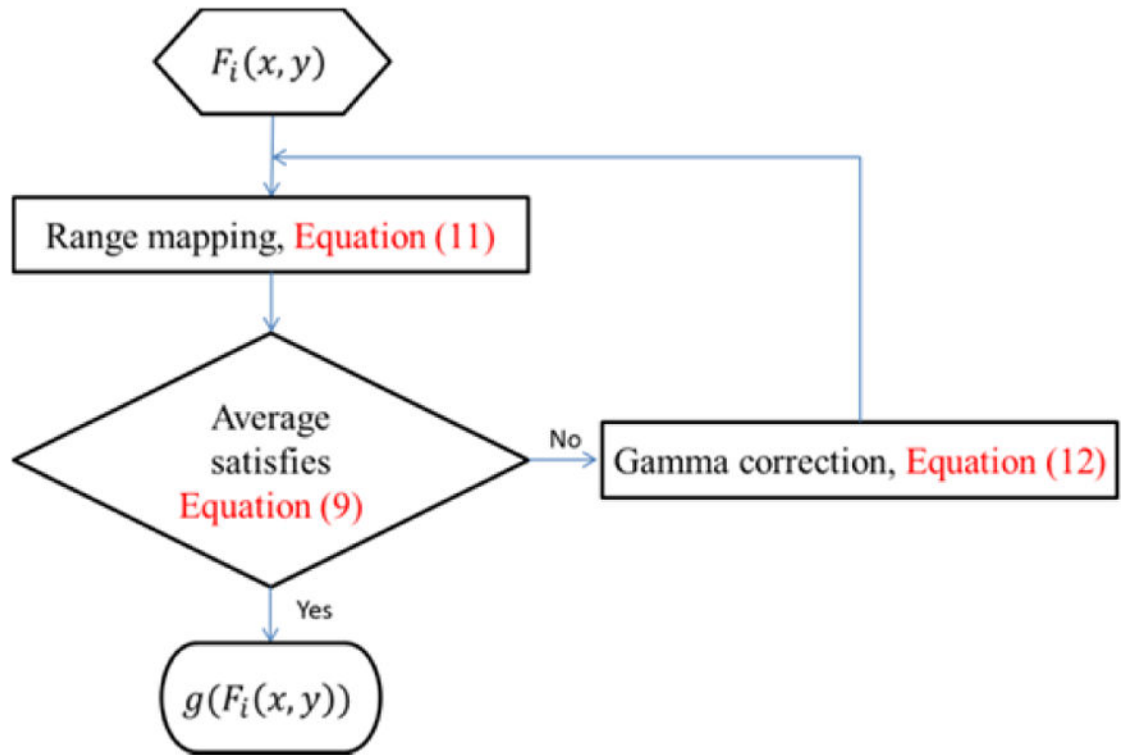 F_i(x, y)
Range mapping, Equation (11)
Average
satisfies
Equation (9)
No
Gamma correction, Equation (12)
Yes
g(F_i(x, y))